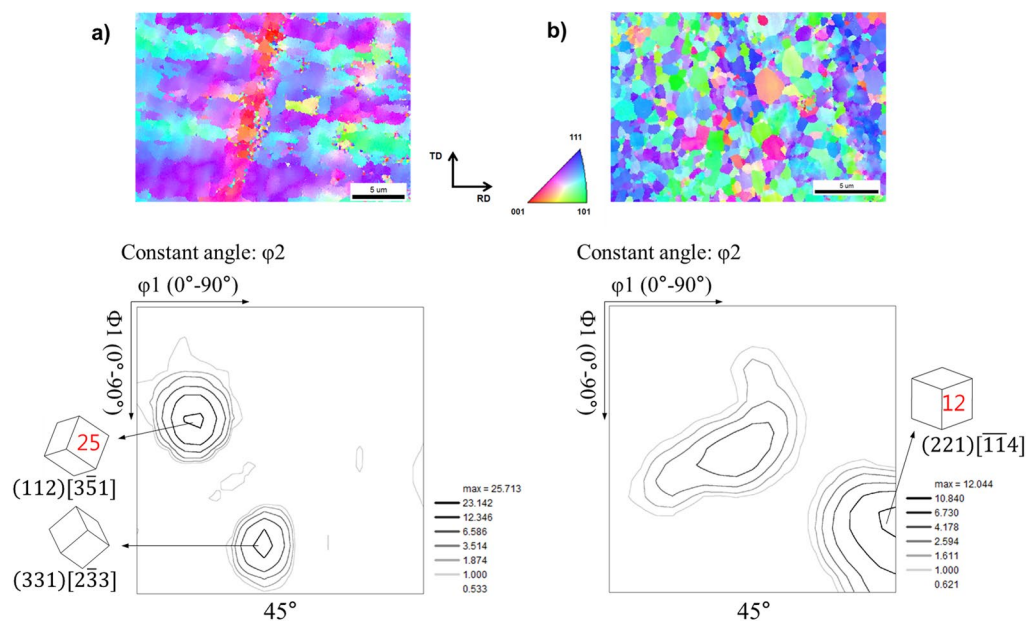 a)
b)
TD
RD
5 um
111
001
101
5 um
Constant angle: φ2
φ1 (0°-90°)
Φ1 (0°-90°)
25
(112)[35̅1]
(331)[23̅3]
max = 25.713
23.142
12.346
6.586
3.514
1.874
1.000
0.533
45°
Constant angle: φ2
φ1 (0°-90°)
Φ1 (0°-90°)
12
(221)[1̅1̅4]
max = 12.044
10.840
6.730
4.178
2.594
1.611
1.000
0.621
45°